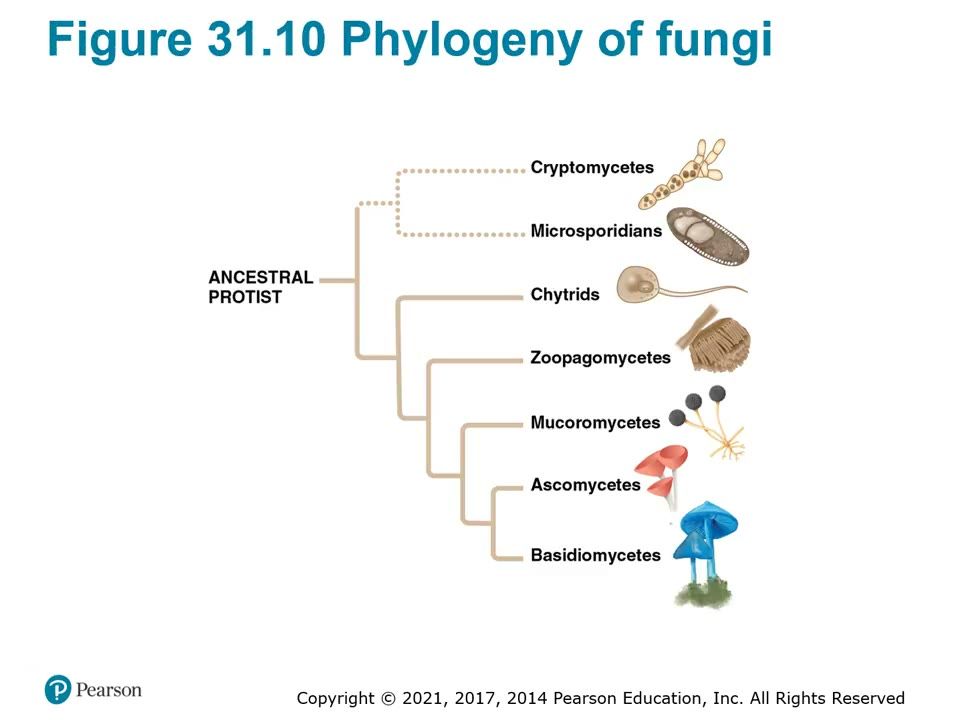 Figure 31.10 Phylogeny of fungi
Cryptomycetes
Microsporidians
ANCESTRAL
PROTIST
Chytrids
Zoopagomycetes
Mucoromycetes
Ascomycetes
Basidiomycetes
P Pearson
Copyright © 2021, 2017, 2014 Pearson Education, Inc. All Rights Reserved